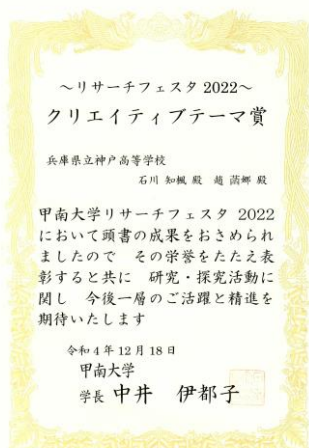 ~リサーチフェスタ 2022~
クリエイティブテーマ賞
兵庫県立神戸高等学校
石川 知楓 殿 趙 殿
甲南大学リサーチフェスタ 2022
において頭書の成果をおさめられ
ましたので その栄誉をたたえ表
彰すると共に 研究・探究活動に
関し 今後一層のご活躍と精進を
期待いたします
令和4年12月18日
甲南大学
学長 中井 伊都子